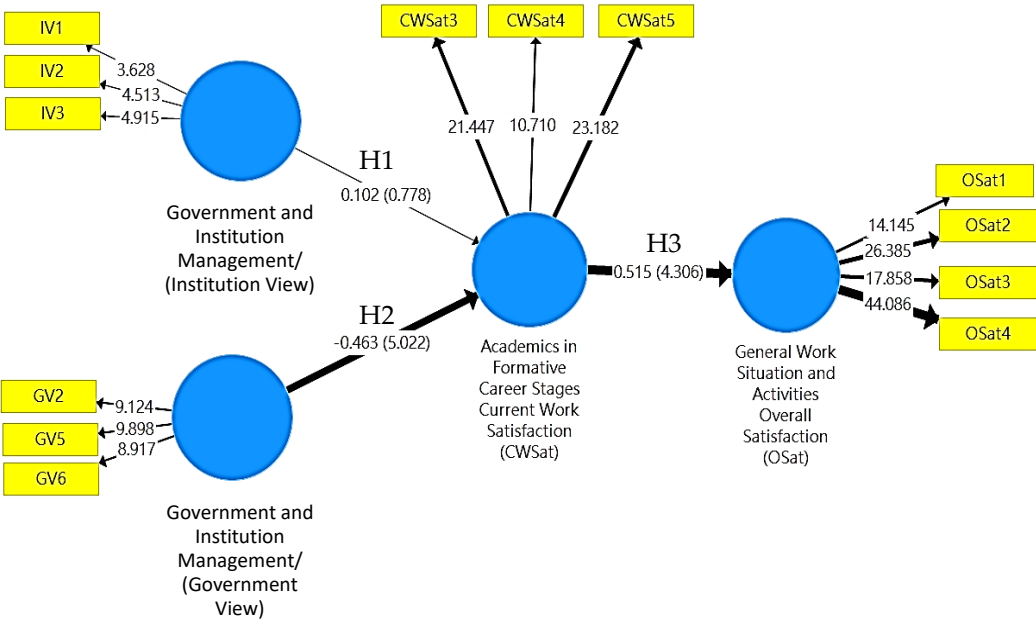 IV1
IV2
IV3
3.628
4.513
4.915
CWSat3
CWSat4
CWSat5
21.447
10.710
23.182
H1
0.102 (0.778)
Government and
Institution
Management/
(Institution View)
H2
-0.463 (5.022)
GV2
GV5
GV6
9.124
9.898
8.917
Government and
Institution
Management/
(Government
View)
Academics in
Formative
Career Stages
Current Work
Satisfaction
(CWSat)
H3
0.515 (4.306)
OSat1
OSat2
OSat3
OSat4
14.145
26.385
17.858
44.086
General Work
Situation and
Activities
Overall
Satisfaction
(OSat)